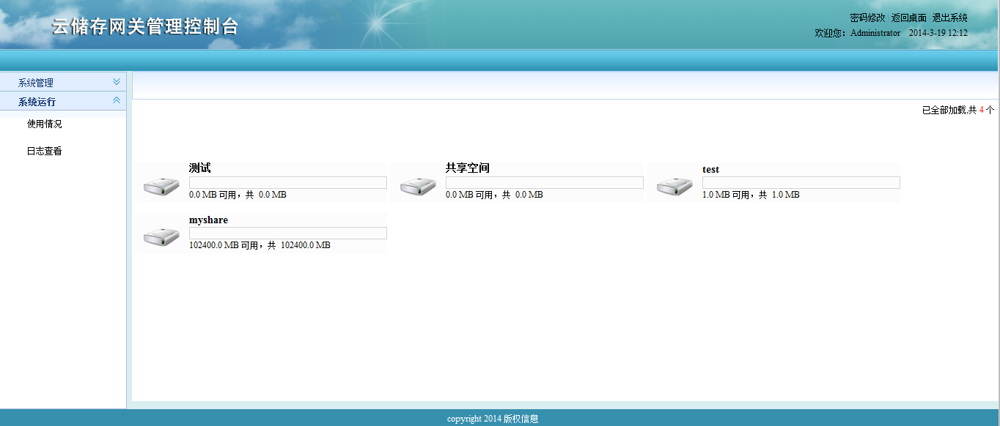 云储存网关管理控制台
密码修改 返回桌面 退出系统
欢迎您：Administrator 2014-3-19 12:12
系统管理
系统运行
使用情况
日志查看
已全部加载,共 4 个
测试
0.0 MB 可用，共 0.0 MB
共享空间
0.0 MB 可用，共 0.0 MB
test
1.0 MB 可用，共 1.0 MB
myshare
102400.0 MB 可用，共 102400.0 MB
copyright 2014 版权信息